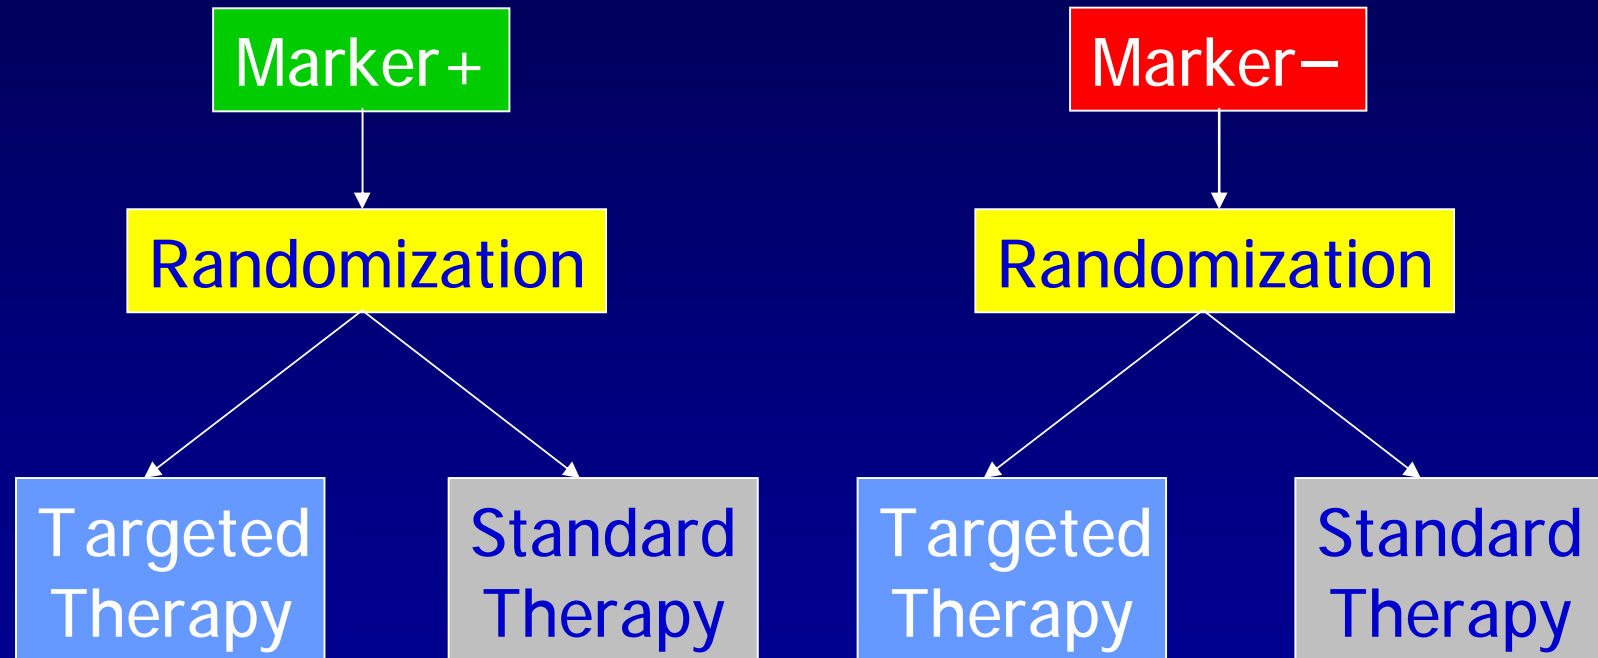 Marker+
Marker–
Randomization
Randomization
Targeted
Therapy
Standard
Therapy
Targeted
Therapy
Standard
Therapy